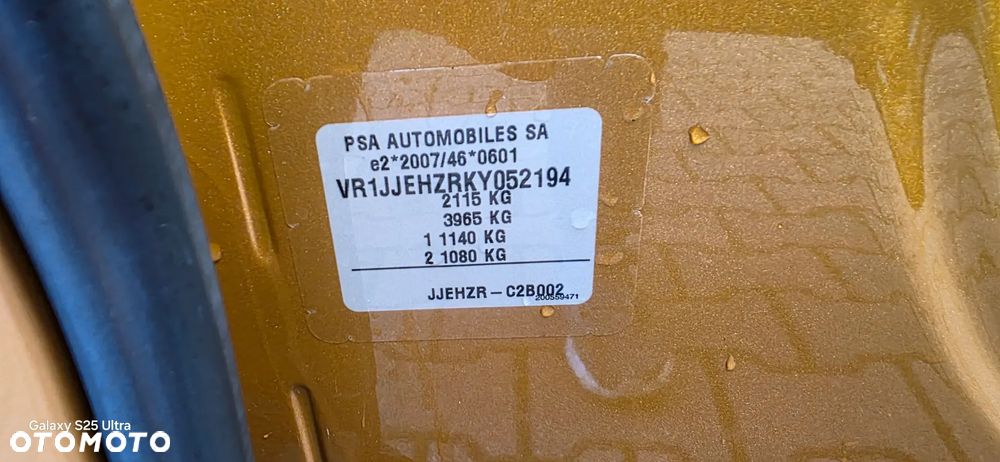 PSA AUTOMOBILES SA
e2*2007/46*0601
VR1JJEHZRKY052194
2115 KG
3965 KG
1 1140 KG
2 1080 KG
JJEHZR-C2B002
200559471
Galaxy S25 Ultra
OTOMOTO